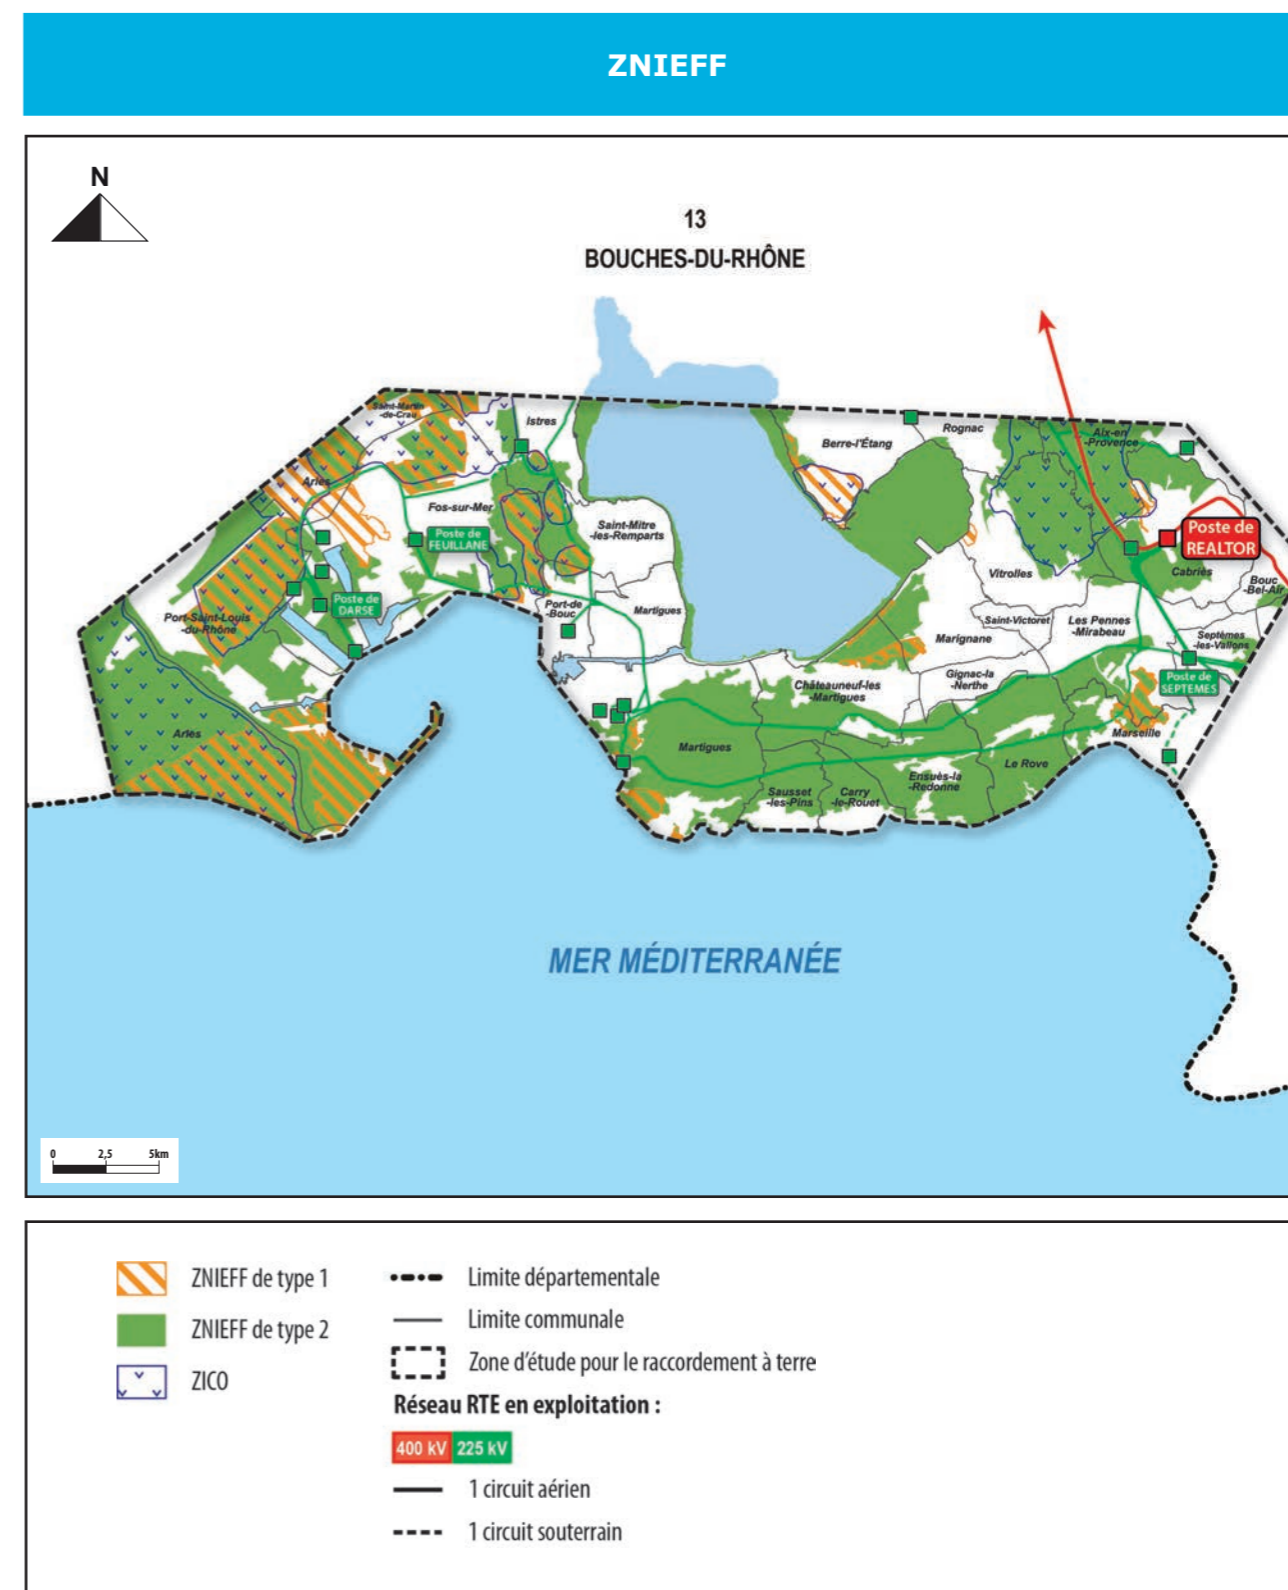 ZNIEFF
N
13
BOUCHES-DU-RHÔNE
Saint-Martin
-de-Crau
Istres
Berre-l'Étang
Rognac
Aix-en
-Provence
Arles
Fos-sur-Mer
Poste de
FEUILLANE
Saint-Mitre
-les-Remparts
Poste de
REALTOR
Vitrolles
Cabriès
Bouc
-Bel-Air
Poste de
DARSE
Port-Saint-Louis
-du-Rhône
Port-de
-Bouc
Martigues
Saint-Victoret
Les Pennes
-Mirabeau
Marignane
Septèmes
-les-Vallons
Gignac-la
-Nerthe
Châteauneuf-les
-Martigues
Poste de
SEPTEMES
Arles
Martigues
Marseille
Le Rove
Ensuès-la
-Redonne
Sausset
-les-Pins
Carry
-le-Rouet
MER MÉDITERRANÉE
0 2,5 5km
ZNIEFF de type 1
ZNIEFF de type 2
ZICO
Limite départementale
Limite communale
Zone d'étude pour le raccordement à terre
Réseau RTE en exploitation :
400 kV 225 kV
1 circuit aérien
1 circuit souterrain